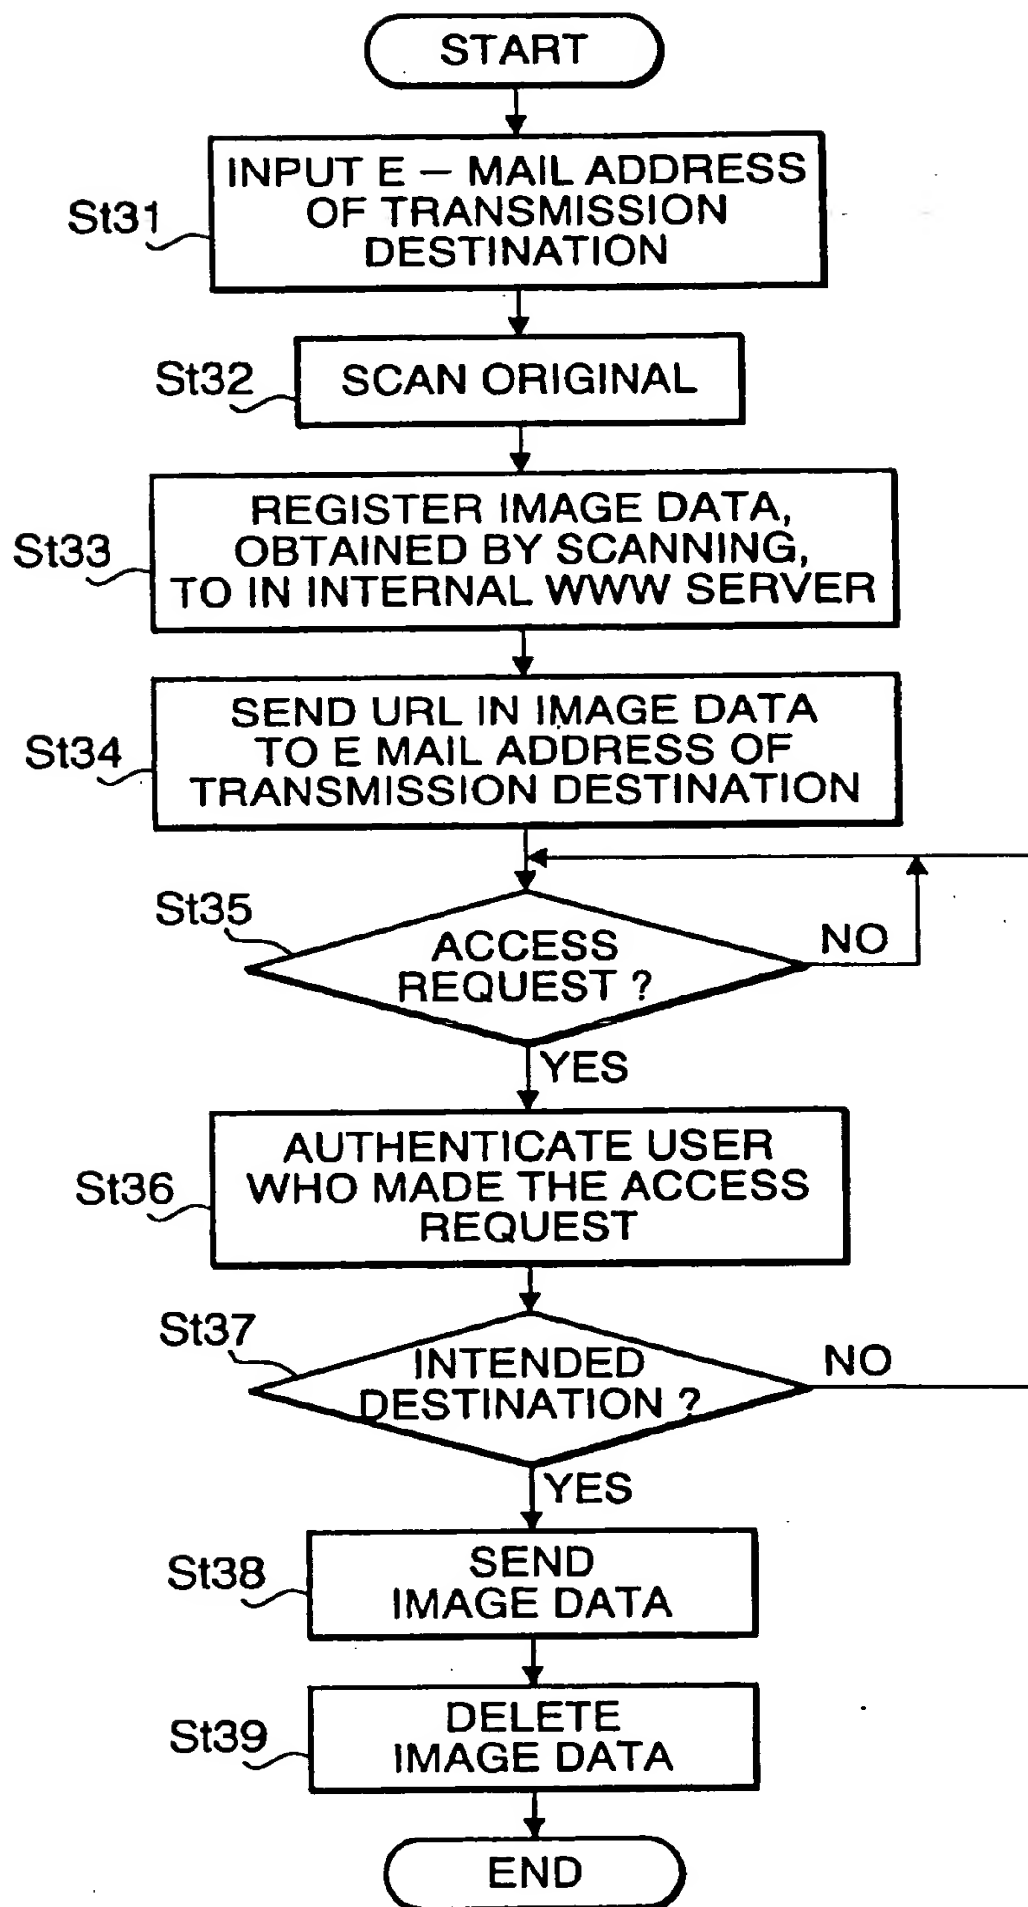 START
St31
INPUT E – MAIL ADDRESS
OF TRANSMISSION
DESTINATION
St32
SCAN ORIGINAL
St33
REGISTER IMAGE DATA,
OBTAINED BY SCANNING,
TO IN INTERNAL WWW SERVER
St34
SEND URL IN IMAGE DATA
TO E MAIL ADDRESS OF
TRANSMISSION DESTINATION
St35
ACCESS
REQUEST ?
NO
YES
St36
AUTHENTICATE USER
WHO MADE THE ACCESS
REQUEST
St37
INTENDED
DESTINATION ?
NO
YES
St38
SEND
IMAGE DATA
St39
DELETE
IMAGE DATA
END